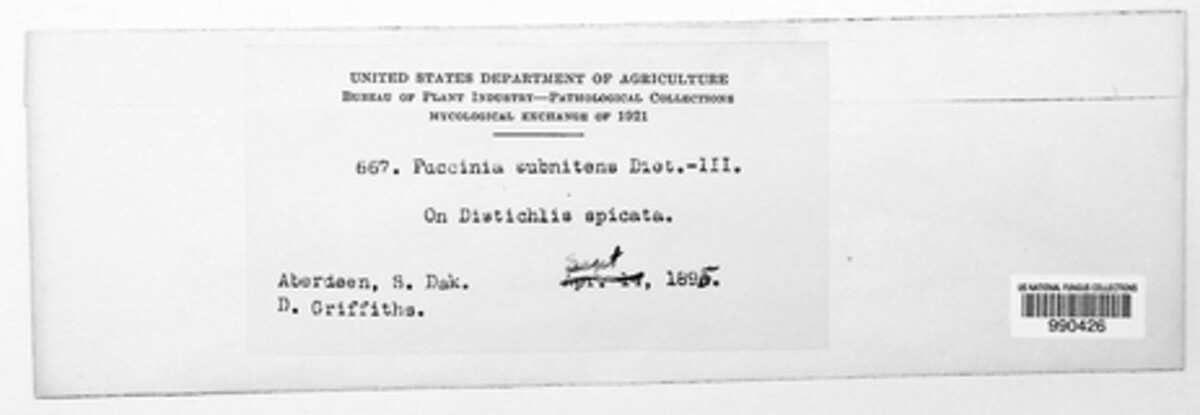 UNITED STATES DEPARTMENT OF AGRICULTURE
BUREAU OF PLANT INDUSTRY—PATHOLOGICAL COLLECTIONS
MYCOLOGICAL EXCHANGE OF 1921
667. Puccinia subnitens Diet.-III.
On Distichlis spicata.
Sept
Aberdeen, S. Dak. , 1895.
D. Griffiths.
US NATIONAL FUNGUS COLLECTIONS
990426